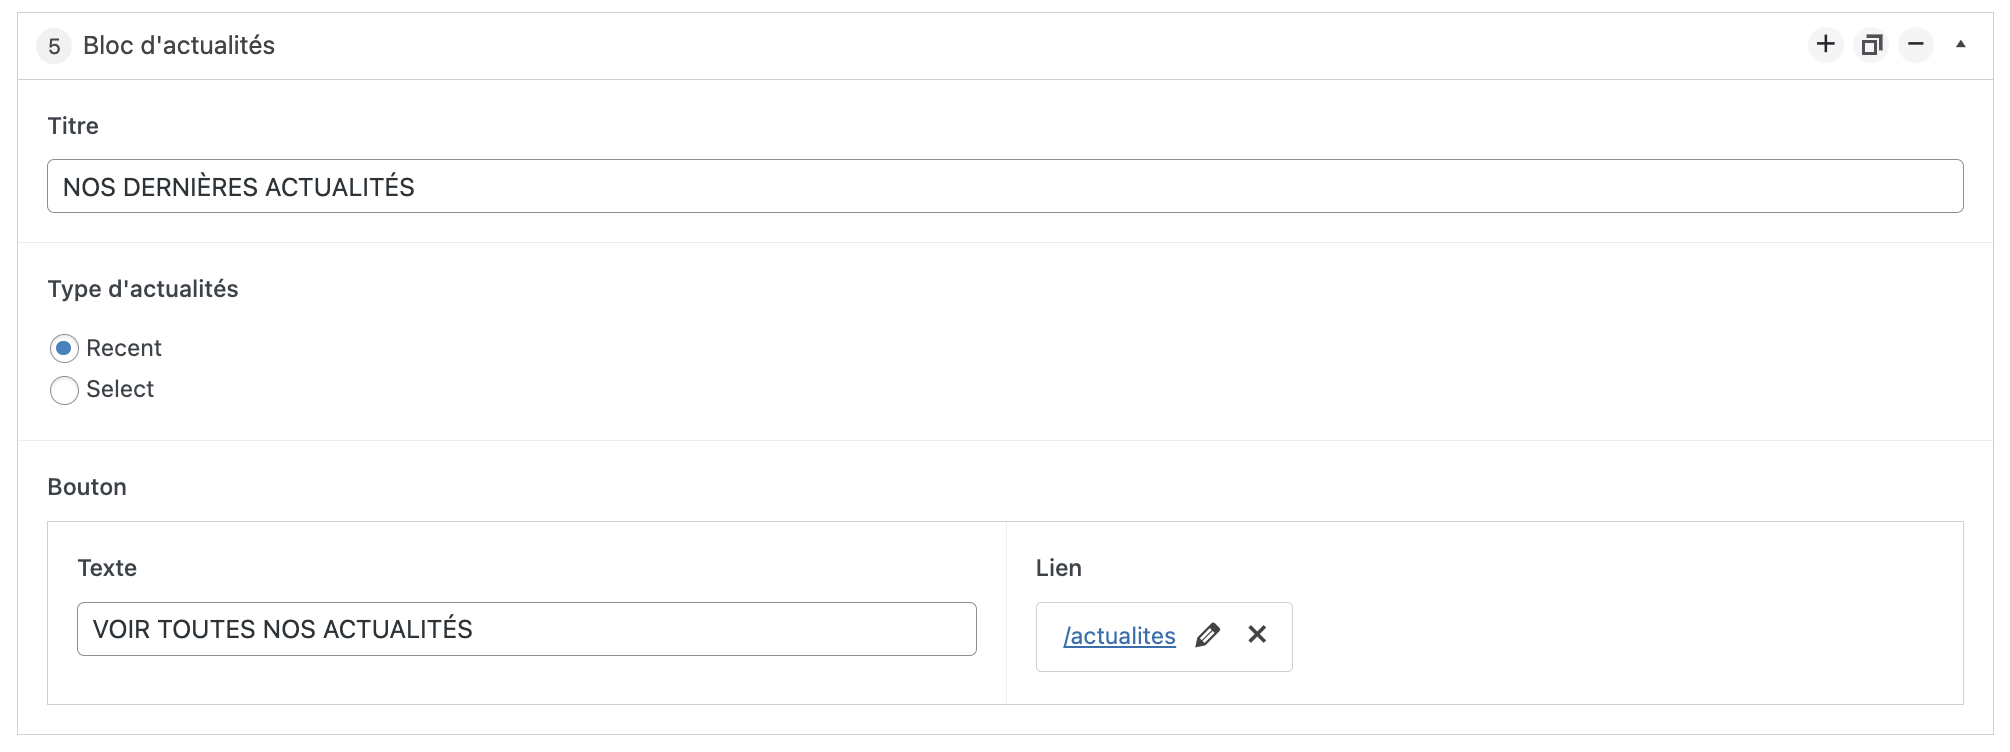 5 Bloc d'actualités
Titre
NOS DERNIÈRES ACTUALITÉS
Type d'actualités
Recent
Select
Bouton
Texte
VOIR TOUTES NOS ACTUALITÉS
Lien
/actualites